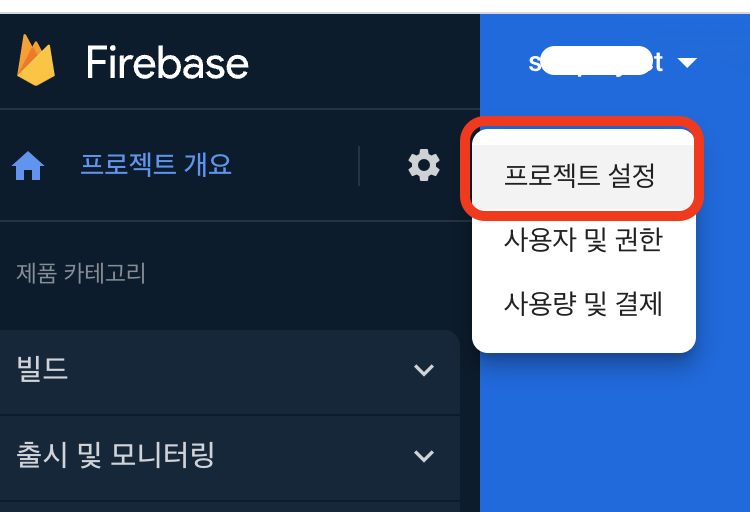 Firebase
프로젝트 개요
프로젝트 설정
사용자 및 권한
사용량 및 결제
제품 카테고리
빌드
출시 및 모니터링